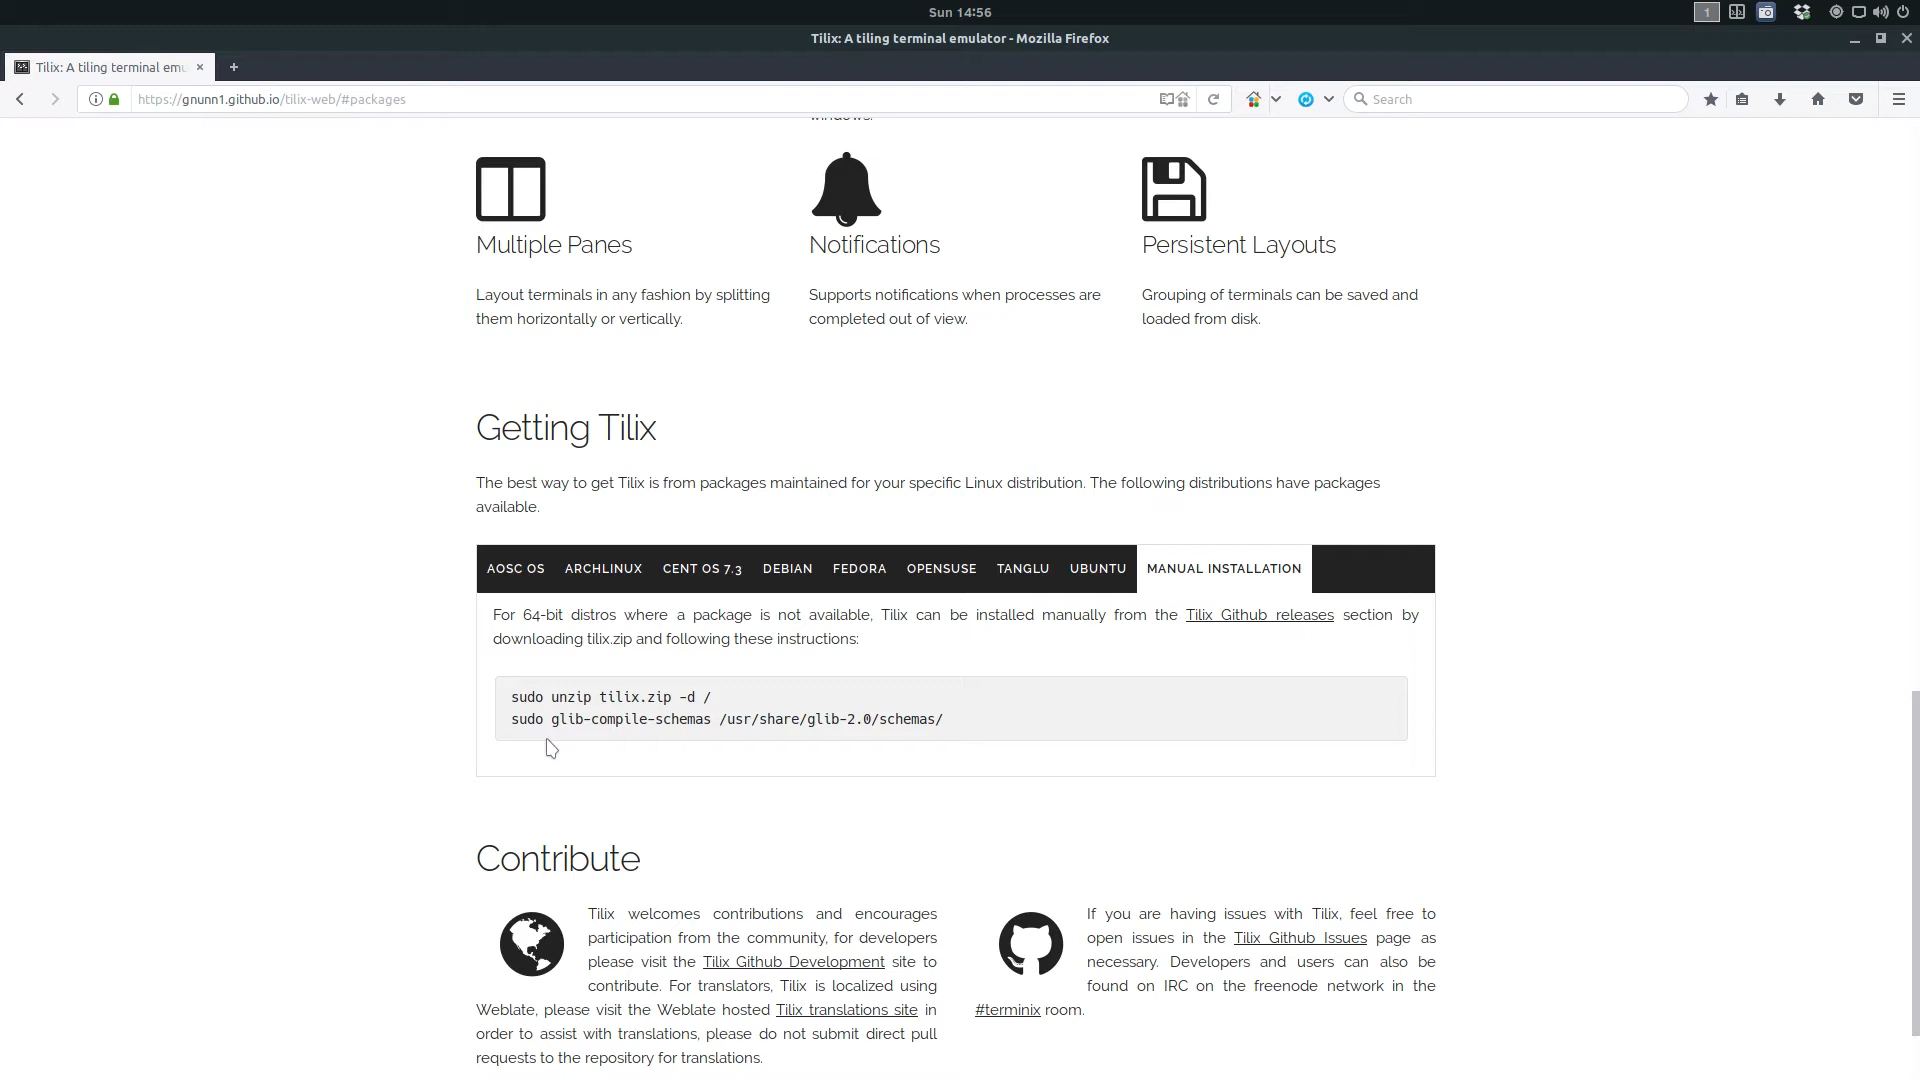 Sun 14:56
1
Tilix: A tiling terminal emulator - Mozilla Firefox
Tilix: A tiling terminal emu
https://gnunn1.github.io/tilix-web/#packages
Search
windows.
Multiple Panes
Notifications
Persistent Layouts
Layout terminals in any fashion by splitting
them horizontally or vertically.
Supports notifications when processes are
completed out of view.
Grouping of terminals can be saved and
loaded from disk.
Getting Tilix
The best way to get Tilix is from packages maintained for your specific Linux distribution. The following distributions have packages
available.
AOSC OS ARCHLINUX CENT OS 7.3 DEBIAN FEDORA OPENSUSE TANGLU UBUNTU MANUAL INSTALLATION
For 64-bit distros where a package is not available, Tilix can be installed manually from the Tilix Github releases section by
downloading tilix.zip and following these instructions:
sudo unzip tilix.zip -d /
sudo glib-compile-schemas /usr/share/glib-2.0/schemas/
Contribute
Tilix welcomes contributions and encourages
participation from the community, for developers
please visit the Tilix Github Development site to
contribute. For translators, Tilix is localized using
Weblate, please visit the Weblate hosted Tilix translations site in
order to assist with translations, please do not submit direct pull
requests to the repository for translations.
If you are having issues with Tilix, feel free to
open issues in the Tilix Github Issues page as
necessary. Developers and users can also be
found on IRC on the freenode network in the
#terminix room.